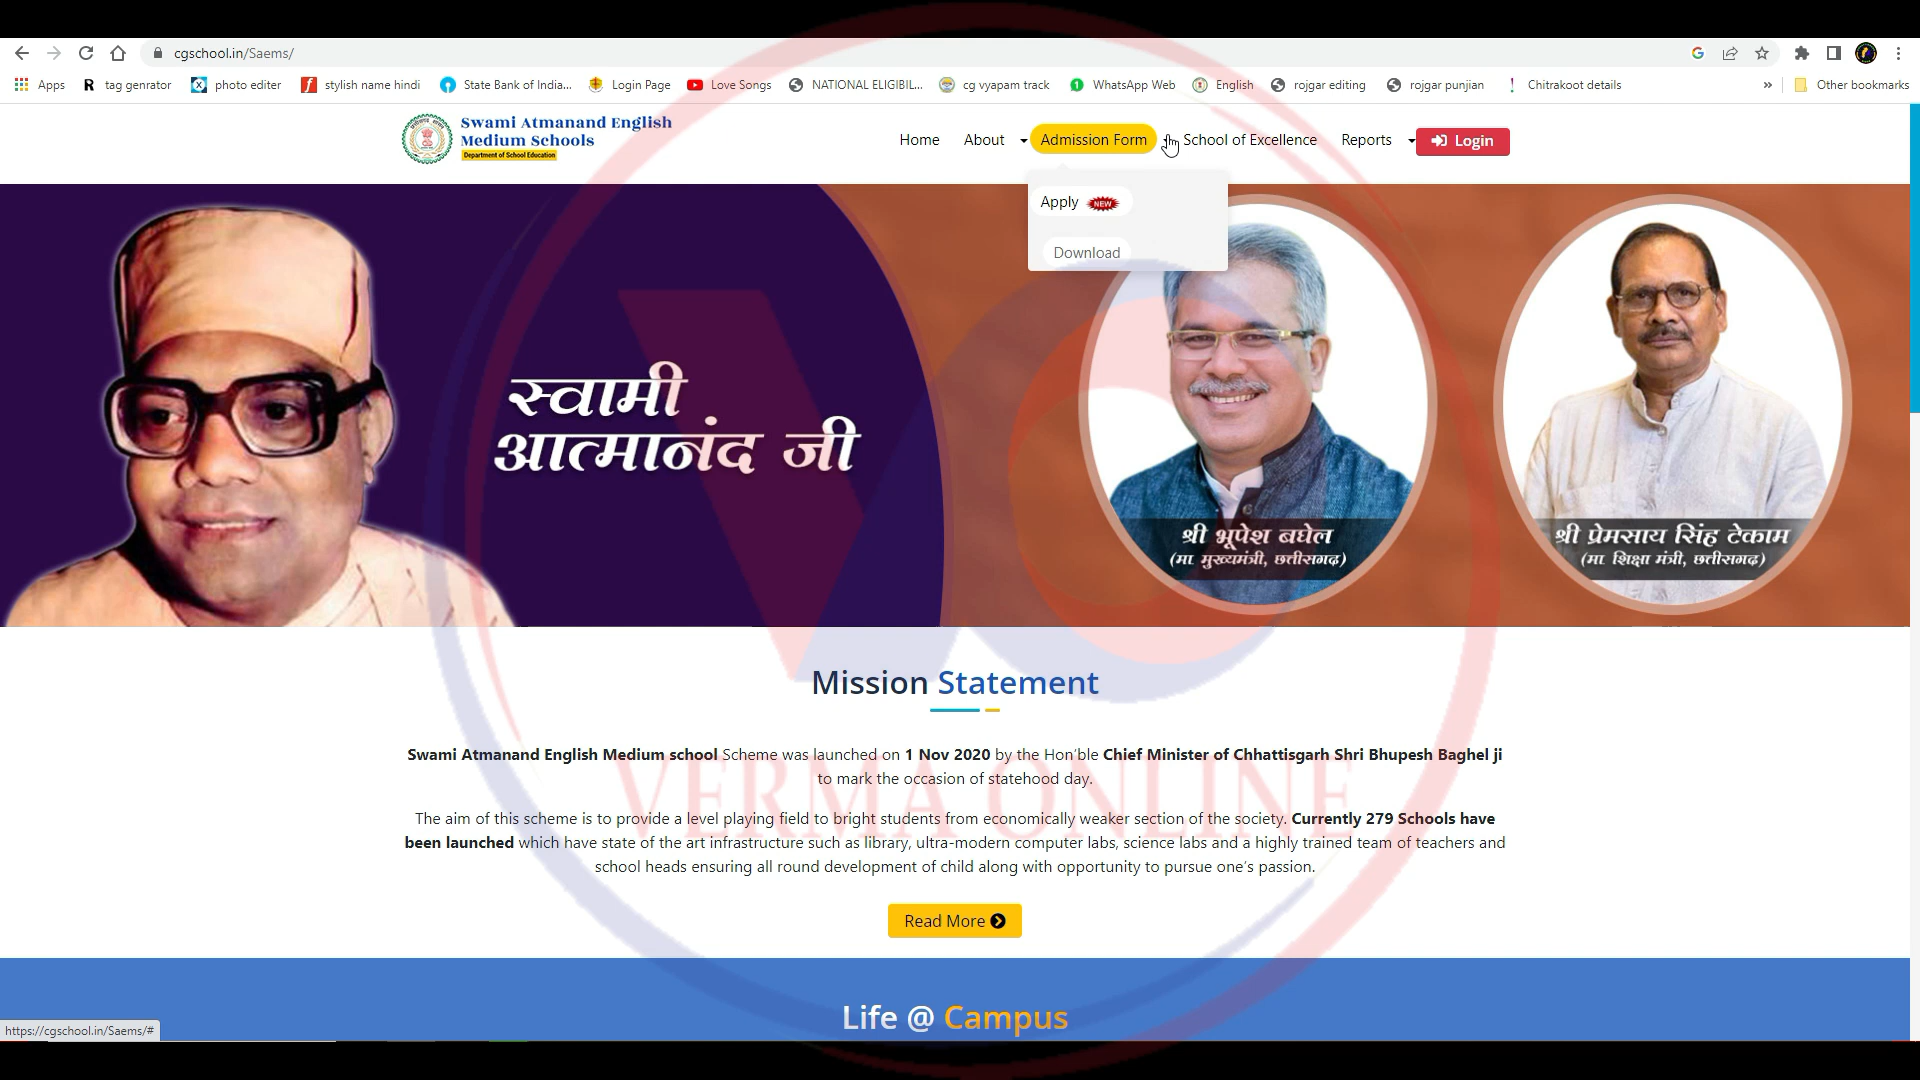 cgschool.in/Saems/
Apps
R tag genrator
photo editer
stylish name hindi
State Bank of India...
Login Page
Love Songs
NATIONAL ELIGIBIL...
cg vyapam track
1 WhatsApp Web
English
rojgar editing
rojgar punjian
Chitrakoot details
»
Other bookmarks
Swami Atmanand English
Medium Schools
Department of School Education
Home
About
Admission Form
School of Excellence
Reports
Login
Apply NEW
Download
स्वामी
आत्मानंद जी
श्री भूपेश बघेल
(मा. मुख्यमंत्री, छत्तीसगढ़)
श्री प्रेमसाय सिंह टेकाम
(मा. शिक्षा मंत्री, छत्तीसगढ़)
Mission Statement
Swami Atmanand English Medium school Scheme was launched on 1 Nov 2020 by the Hon'ble Chief Minister of Chhattisgarh Shri Bhupesh Baghel ji
to mark the occasion of statehood day.
The aim of this scheme is to provide a level playing field to bright students from economically weaker section of the society. Currently 279 Schools have
been launched which have state of the art infrastructure such as library, ultra-modern computer labs, science labs and a highly trained team of teachers and
school heads ensuring all round development of child along with opportunity to pursue one's passion.
VERMA ONLINE
Read More
Life @ Campus
https://cgschool.in/Saems/#